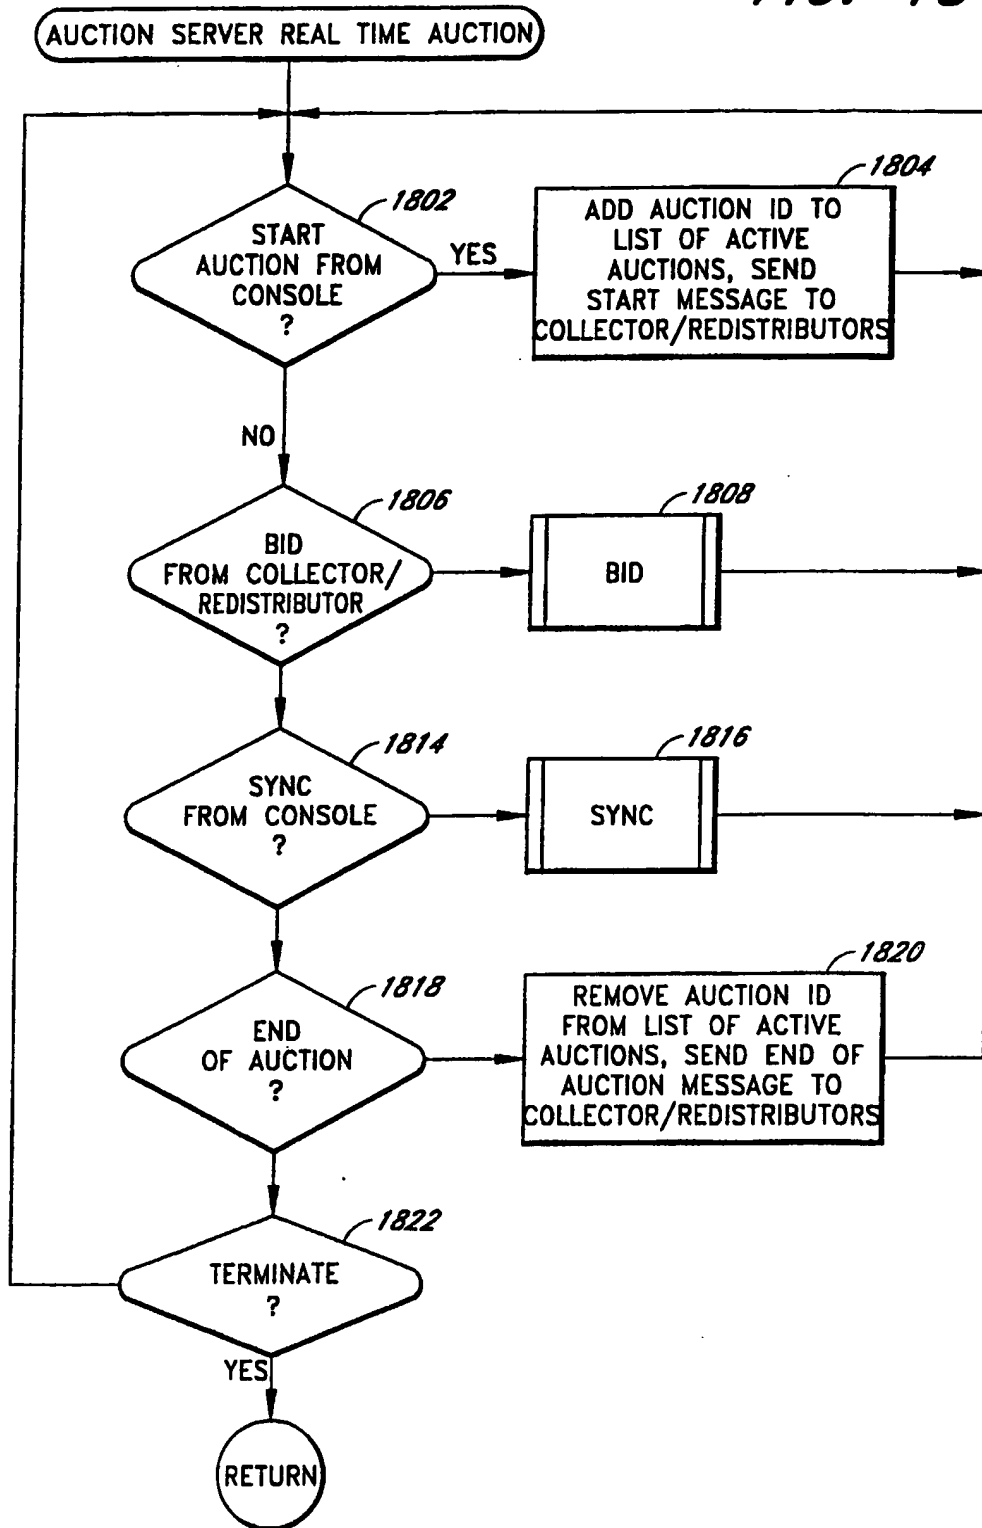 AUCTION SERVER REAL TIME AUCTION
1802
START
AUCTION FROM
CONSOLE
?
YES
1804
ADD AUCTION ID TO
LIST OF ACTIVE
AUCTIONS, SEND
START MESSAGE TO
COLLECTOR/REDISTRIBUTORS
NO
1806
BID
FROM COLLECTOR/
REDISTRIBUTOR
?
1808
BID
1814
SYNC
FROM CONSOLE
?
1816
SYNC
1818
END
OF AUCTION
?
1820
REMOVE AUCTION ID
FROM LIST OF ACTIVE
AUCTIONS, SEND END OF
AUCTION MESSAGE TO
COLLECTOR/REDISTRIBUTORS
1822
TERMINATE
?
YES
RETURN